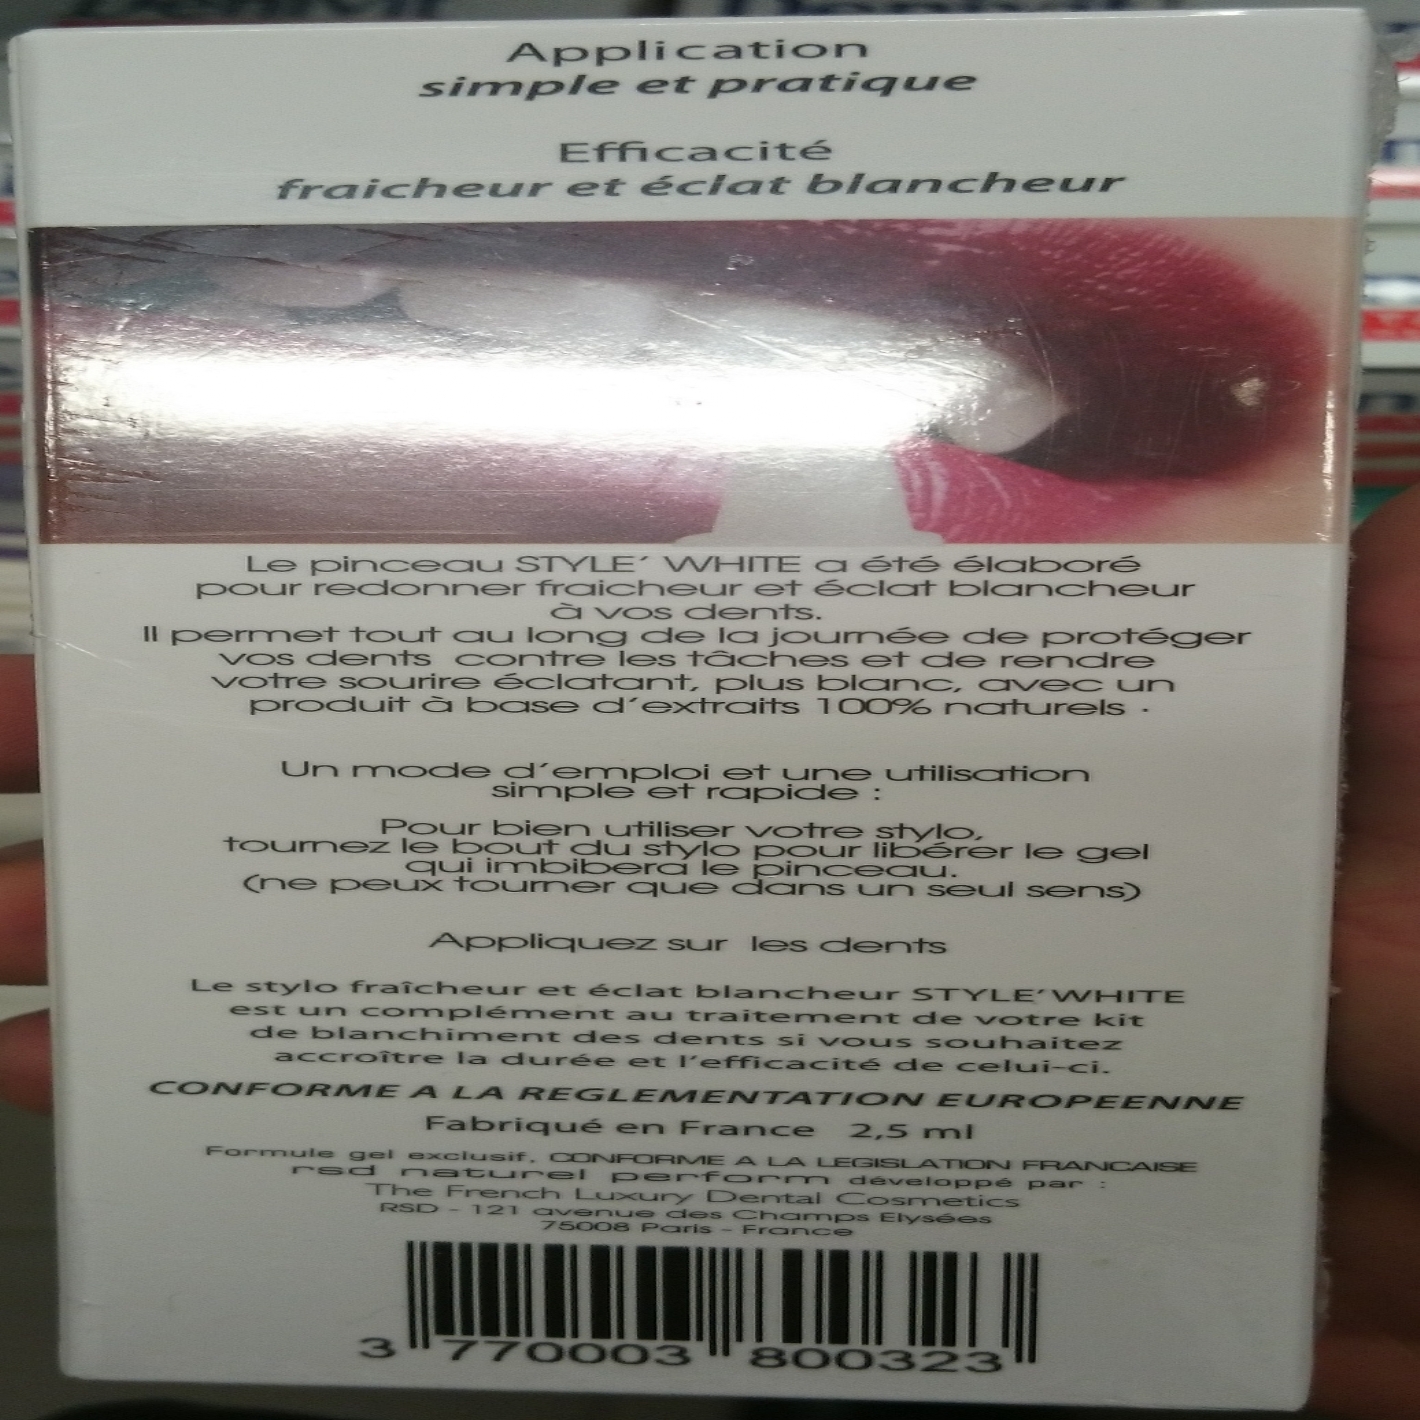 Application
simple et pratique
Efficacité
fraicheur et éclat blancheur
Le pinceau STYLE´ WHITE a été élaboré
pour redonner fraicheur et éclat blancheur
à vos dents.
Il permet tout au long de la journée de protéger
vos dents contre les tâches et de rendre
votre sourire éclatant, plus blanc, avec un
produit à base d´extraits 100% naturels ·
Un mode d´emploi et une utilisation
simple et rapide :
Pour bien utiliser votre stylo,
tournez le bout du stylo pour libérer le gel
qui imbibera le pinceau.
(ne peux tourner que dans un seul sens)
Appliquez sur les dents
Le stylo fraîcheur et éclat blancheur STYLE´WHITE
est un complément au traitement de votre kit
de blanchiment des dents si vous souhaitez
accroître la durée et l'efficacité de celui-ci.
CONFORME A LA REGLEMENTATION EUROPEENNE
Fabriqué en France 2,5 ml
Formule gel exclusif. CONFORME A LA LEGISLATION FRANCAISE
rsd naturel perform développé par :
The French Luxury Dental Cosmetics
RSD - 121 avenue des Champs Elysées
75008 Paris - France
3 770003 800323